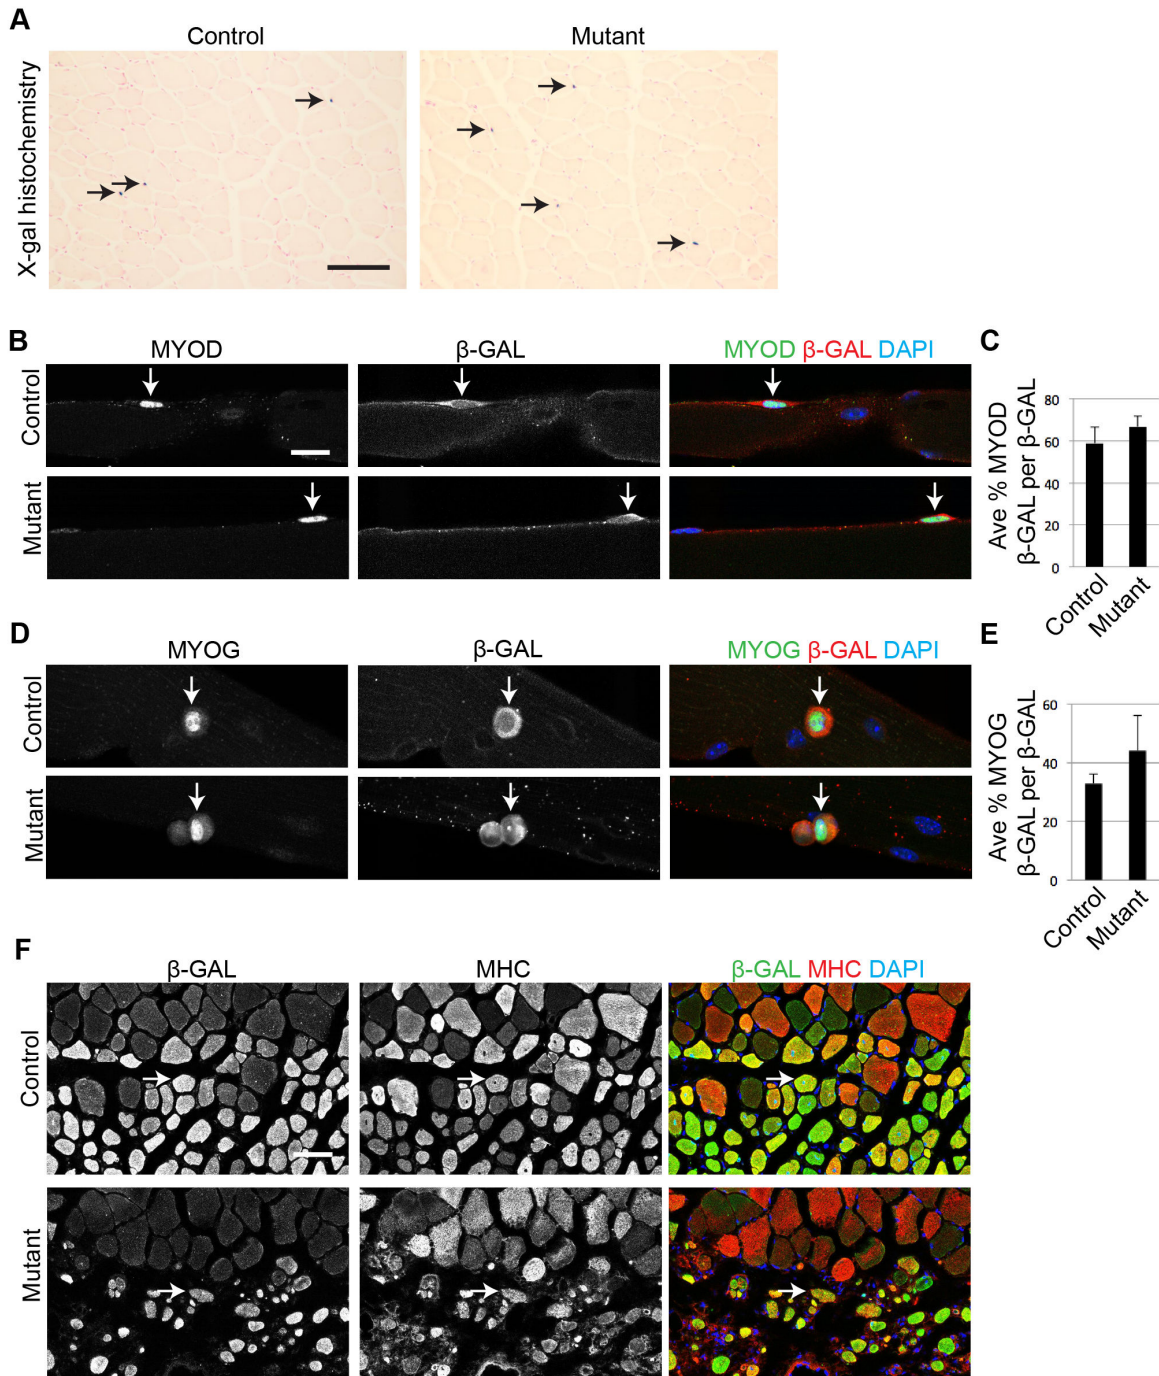 A
Control
Mutant
X-gal histochemistry
B
MYOD
β-GAL
MYOD β-GAL DAPI
Control
Mutant
C
Ave % MYOD
β-GAL per β-GAL
80
60
40
20
0
Control
Mutant
D
MYOG
β-GAL
MYOG β-GAL DAPI
Control
Mutant
E
Ave % MYOG
β-GAL per β-GAL
60
40
20
0
Control
Mutant
F
β-GAL
MHC
β-GAL MHC DAPI
Control
Mutant